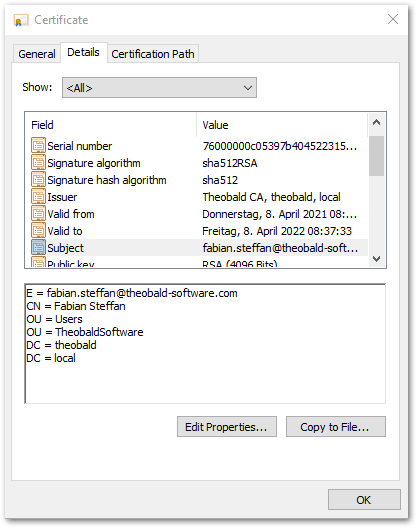 Certificate
General Details Certification Path
Show: <All>
Field Value
Serial number 76000000c05397b404522315...
Signature algorithm sha512RSA
Signature hash algorithm sha512
Issuer Theobald CA, theobald, local
Valid from Donnerstag, 8. April 2021 08:...
Valid to Freitag, 8. April 2022 08:37:33
Subject fabian.steffan@theobald-soft...
Public key RSA (4096 Bits)
E = fabian.steffan@theobald-software.com
CN = Fabian Steffan
OU = Users
OU = TheobaldSoftware
DC = theobald
DC = local
Edit Properties... Copy to File...
OK